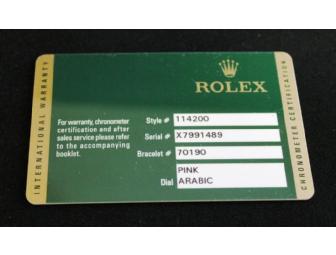 INTERNATIONAL WARRANTY
ROLEX
For warranty, chronometer
certification and after
sales service please refer
to the accompanying
booklet.
Style # 114200
Serial # X7991489
Bracelet # 70190
PINK
Dial ARABIC
CHRONOMETER CERTIFICATION